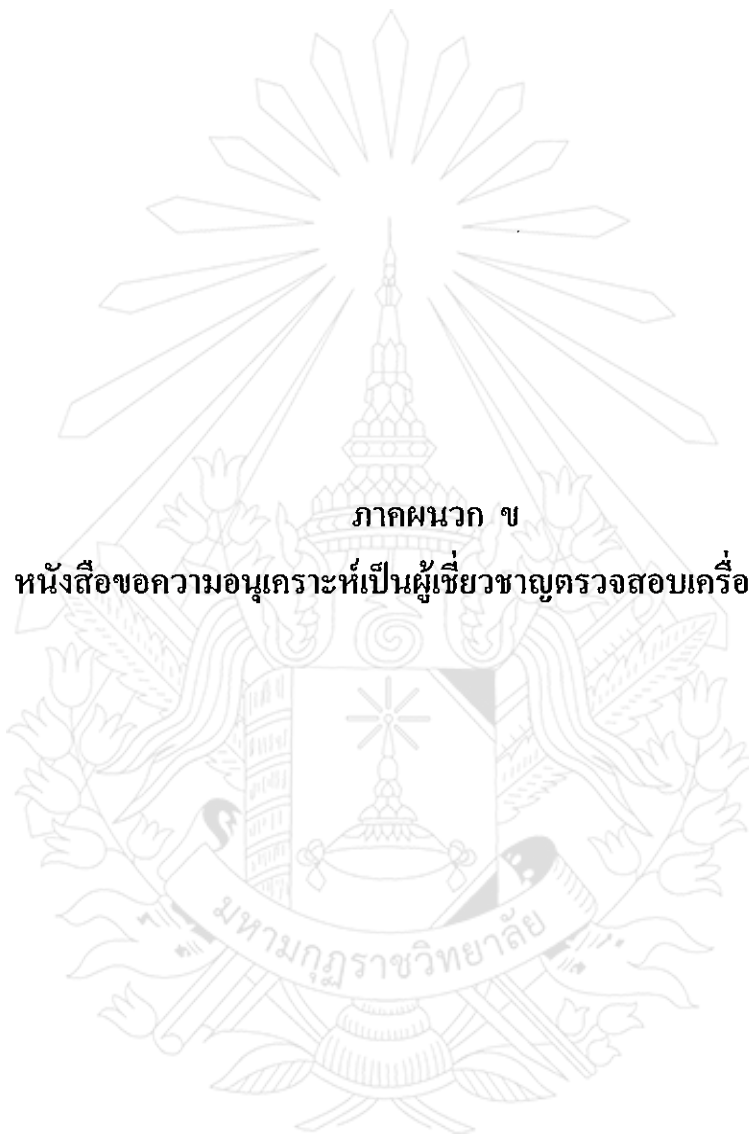 ภาคผนวก ข
หนังสือขอความอนุเคราะห์เป็นผู้เชี่ยวชาญตรวจสอบเครื่อ
มหามกุฏราชวิทยาลัย